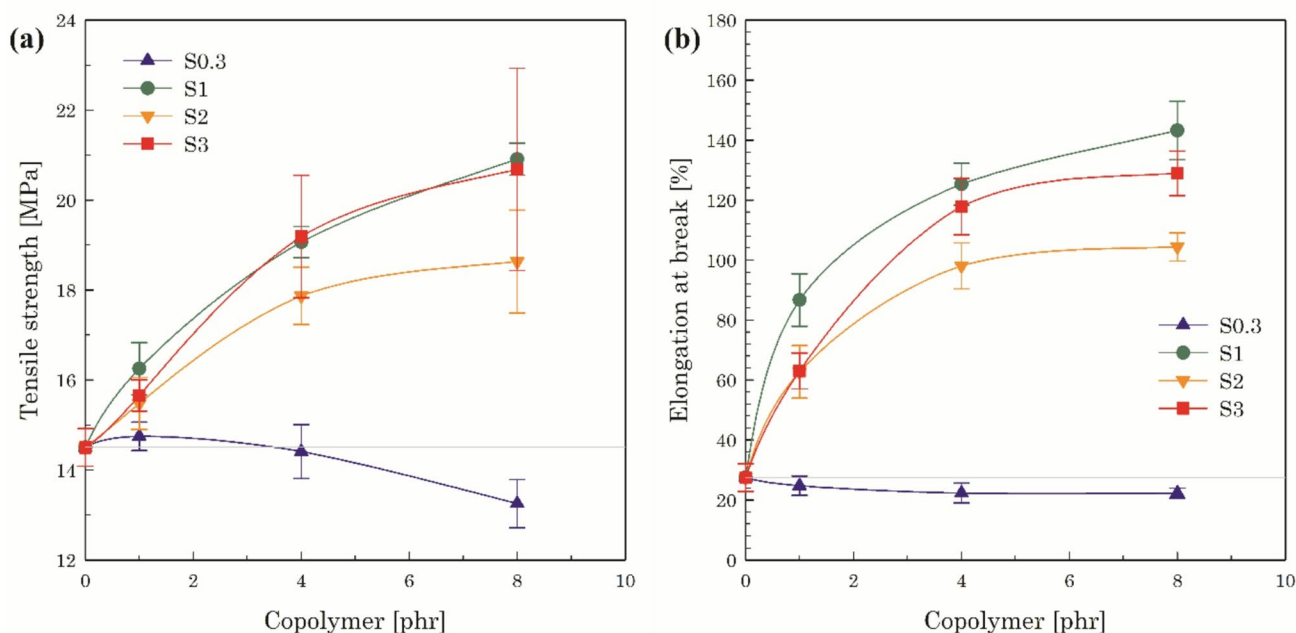 (a)
Tensile strength [MPa]
24
22
20
18
16
14
12
S0.3
S1
S2
S3
0 2 4 6 8 10
Copolymer [phr]
(b)
Elongation at break [%]
180
160
140
120
100
80
60
40
20
0
S0.3
S1
S2
S3
0 2 4 6 8 10
Copolymer [phr]